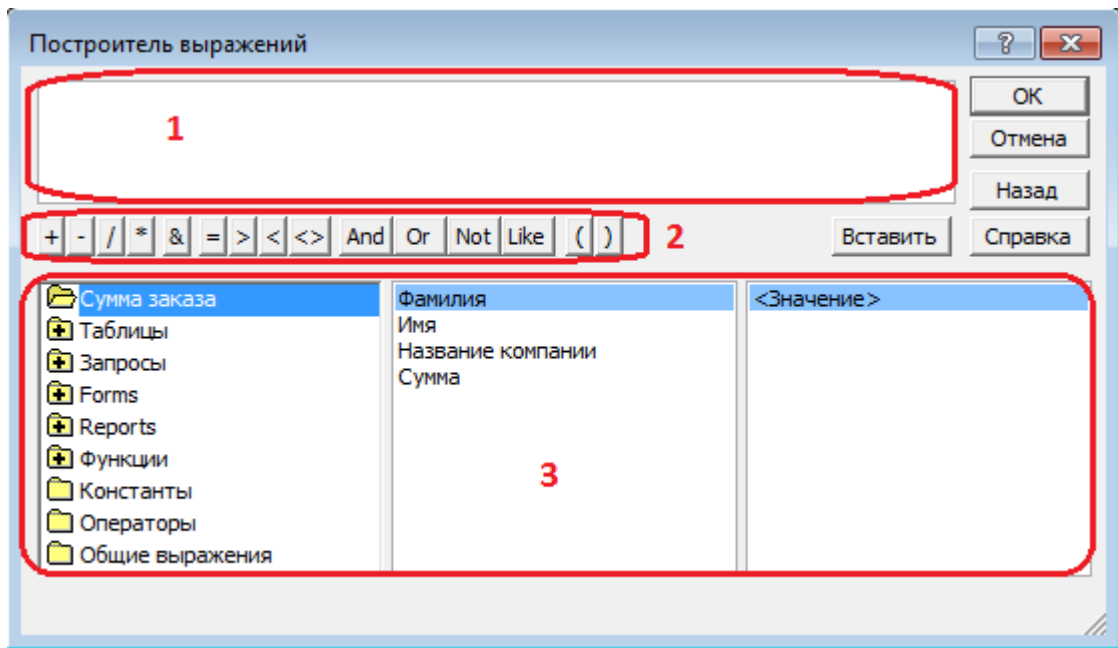 Построитель выражений
1
ОК
Отмена
Назад
+ - / * & = > < <> And Or Not Like ( ) 2 Вставить Справка
Сумма заказа
Таблицы
Запросы
Forms
Reports
Функции
Константы
Операторы
Общие выражения
Фамилия
Имя
Название компании
Сумма
3
<Значение>